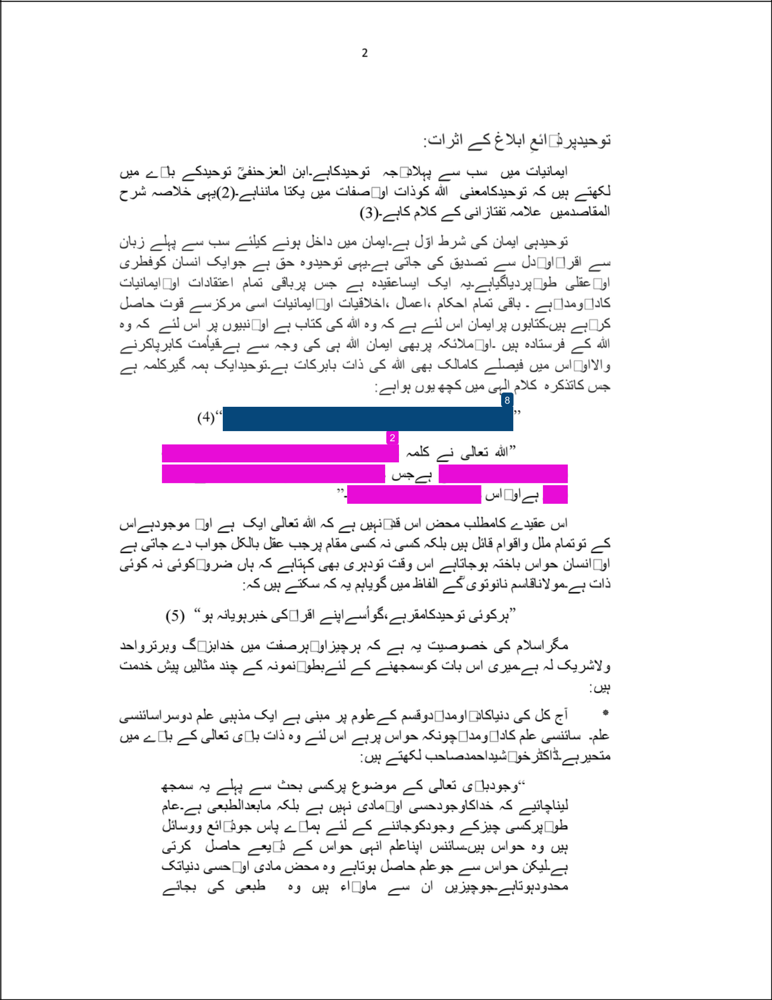 2
توحیدپرذ□ائعِ ابلاغ کے اثرات:
ایمانیات میں سب سے پہلاد□جہ توحیدکاہے۔ابن العزحنفیؒ توحیدکے با□ے میں
لکھتے ہیں کہ توحیدکامعنی اللہ کوذات او□صفات میں یکتا ماننا‌ہے۔(2)یہی خلاصہ شرح
المقاصدمیں علامہ تفتازانی کے کلام کاہے۔(3)
توحیدہی ایمان کی شرط اوّل ہے۔ایمان میں داخل ہونے کیلئے سب سے پہلے زبان
سے اقرا□او□دل سے تصدیق کی جاتی ہے۔یہی توحیدوہ حق ہے جوایک انسان کوفطری
او□عقلی طو□پردیاگیاہے۔یہ ایک ایساعقیدہ ہے جس پرباقی تمام اعتقادات او□ایمانیات
کادا□ومدا□ہے ۔ باقی تمام احکام ،اعمال ،اخلاقیات او□ایمانیات اسی مرکزسے قوت حاصل
کر□ہے ہیں۔کتابوں پرایمان اس لئے ہے کہ وہ اللہ کی کتاب ہے او□نبیوں پر اس لئے کہ وہ
اللہ کے فرستادہ ہیں ۔او□ملائکہ پربھی ایمان اللہ ہی کی وجہ سے ہے۔قیأمت کابرپاکرنے
والااو□اس میں فیصلے کامالک بھی اللہ کی ذات بابرکات ہے۔توحیدایک ہمہ گیرکلمہ ہے
جس کاتذکرہ کلام الٰہی میں کچھ یوں ہواہے:
8
” “(4)
2
”اللہ تعالی نے کلمہ
ہےجس
ہےاو□اس ۔”
اس عقیدے کامطلب محض اس قد□نہیں ہے کہ اللہ تعالی ایک ہے او□ موجودہےاس
کے توتمام ملل واقوام قائل ہیں بلکہ کسی نہ کسی مقام پرجب عقل بالکل جواب دے جاتی ہے
او□انسان حواس باختہ ہوجاتاہے اس وقت تودہری بھی کہتاہے کہ ہاں ضرو□کوئی نہ کوئی
ذات ہے۔مولاناقاسم نانوتوی ؒکے الفاظ میں گویاہم یہ کہ سکتے ہیں کہ:
”ہرکوئی توحیدکامقرہے،گواُسےاپنے اقرا□کی خبرہویانہ ہو“ (5)
مگراسلام کی خصوصیت یہ ہے کہ ہرچیزاو□ہرصفت میں خدابز□گ وبرترواحد
ولاشریک لہ ہے۔میری اس بات کوسمجھنے کے لئےبطو□نمونہ کے چند مثالیں پیش خدمت
ہیں:
* آج کل کی دنیاکادا□اومدا□دوقسم کےعلوم پر مبنی ہے ایک مذہبی علم دوسراسائنسی
علم۔ سائنسی علم کادا□ومدا□چونکہ حواس پرہے اس لئے وہ ذات با□ی تعالی کے با□ے میں
متحیرہے۔ڈاکٹرخو□شیداحمدصاحب لکھتے ہیں:
“وجودبا□ی تعالی کے موضوع پرکسی بحث سے پہلے یہ سمجھ
لیناچائیے کہ خداکاوجودحسی او□مادی نہیں ہے بلکہ مابعدالطبعی ہے۔عام
طو□پرکسی چیزکے وجودکوجاننے کے لئے ہما□ے پاس جوذ□ائع ووسائل
ہیں وہ حواس ہیں۔سائنس اپناعلم انہی حواس کے ذ□یعے حاصل کرتی
ہے۔لیکن حواس سے جوعلم حاصل ہوتاہے وہ محض مادی او□حسی دنیاتک
محدودہوتاہے۔جوچیزیں ان سے ماو□اء ہیں وہ طبعی کی بجائے